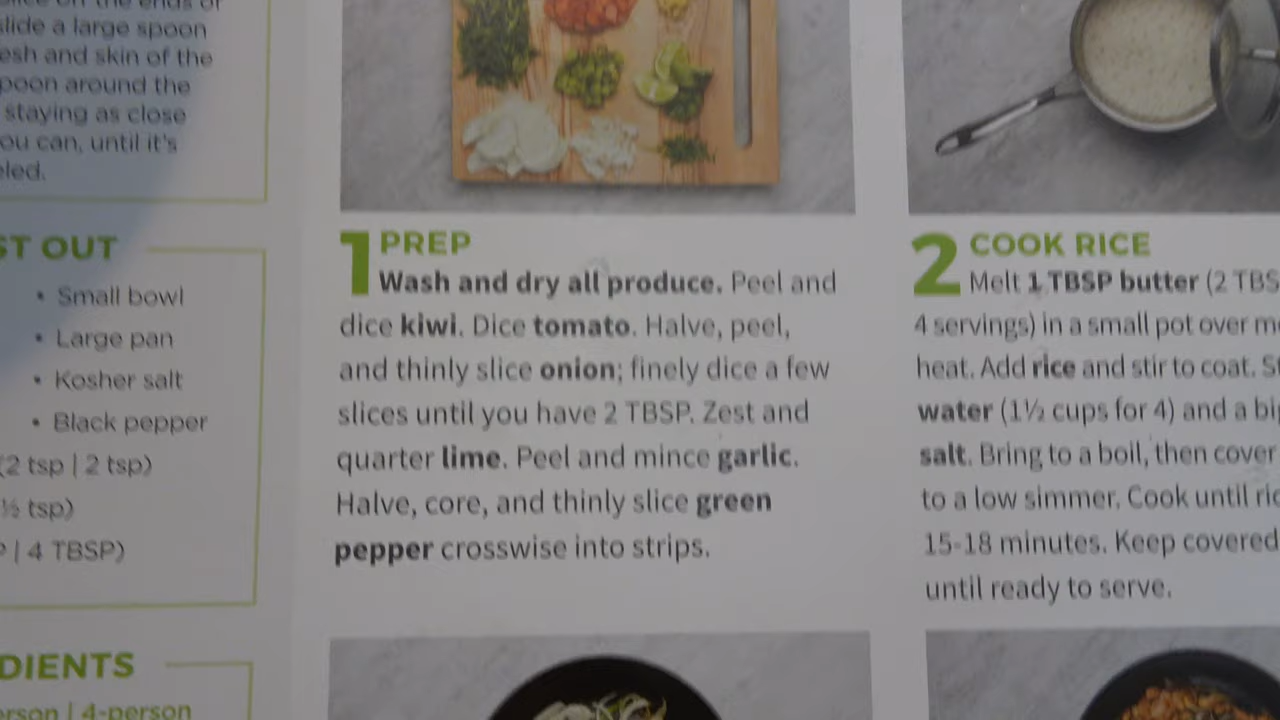 slide a large spoon
esh and skin of the
poon around the
staying as close
ou can, until it's
eled.
ST OUT
• Small bowl
• Large pan
• Kosher salt
• Black pepper
(2 tsp | 2 tsp)
½ tsp)
P | 4 TBSP)
DIENTS
erson | 4-person
1 PREP
Wash and dry all produce. Peel and
dice kiwi. Dice tomato. Halve, peel,
and thinly slice onion; finely dice a few
slices until you have 2 TBSP. Zest and
quarter lime. Peel and mince garlic.
Halve, core, and thinly slice green
pepper crosswise into strips.
2 COOK RICE
Melt 1 TBSP butter (2 TBS
4 servings) in a small pot over me
heat. Add rice and stir to coat. St
water (1½ cups for 4) and a big
salt. Bring to a boil, then cover
to a low simmer. Cook until ric
15-18 minutes. Keep covered
until ready to serve.